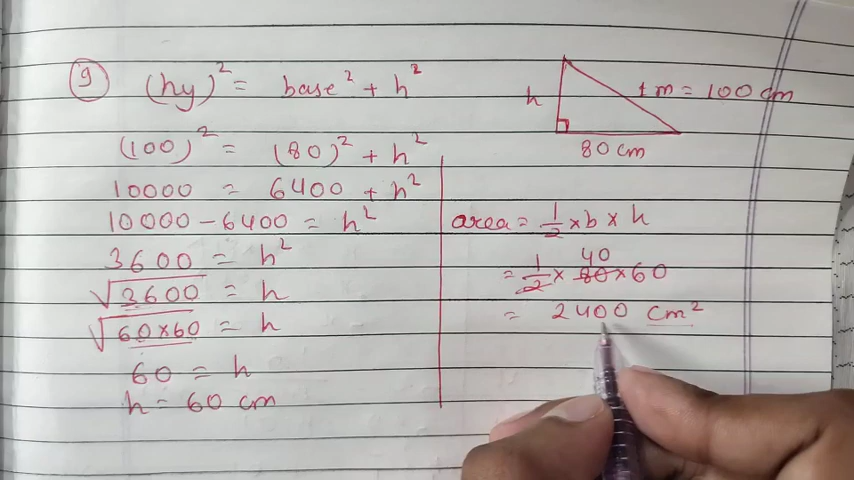 9 (hy)² = base² + h²
(100)² = (80)² + h²
10000 = 6400 + h²
10000 - 6400 = h²
3600 = h²
√3600 = h
√60×60 = h
60 = h
h = 60 cm
h
1 m = 100 cm
80 cm
area = 1/2 × b × h
40
= 1/2 × 80 × 60
= 2400 cm²